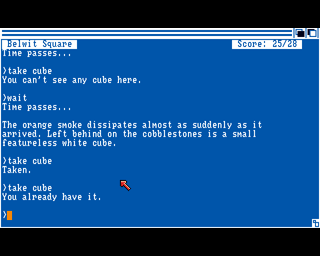 Belwit Square Score: 25/28
Time passes...
>take cube
You can't see any cube here.
>wait
Time passes...
The orange smoke dissipates almost as suddenly as it
arrived. Left behind on the cobblestones is a small
featureless white cube.
>take cube
Taken.
>take cube
You already have it.
>